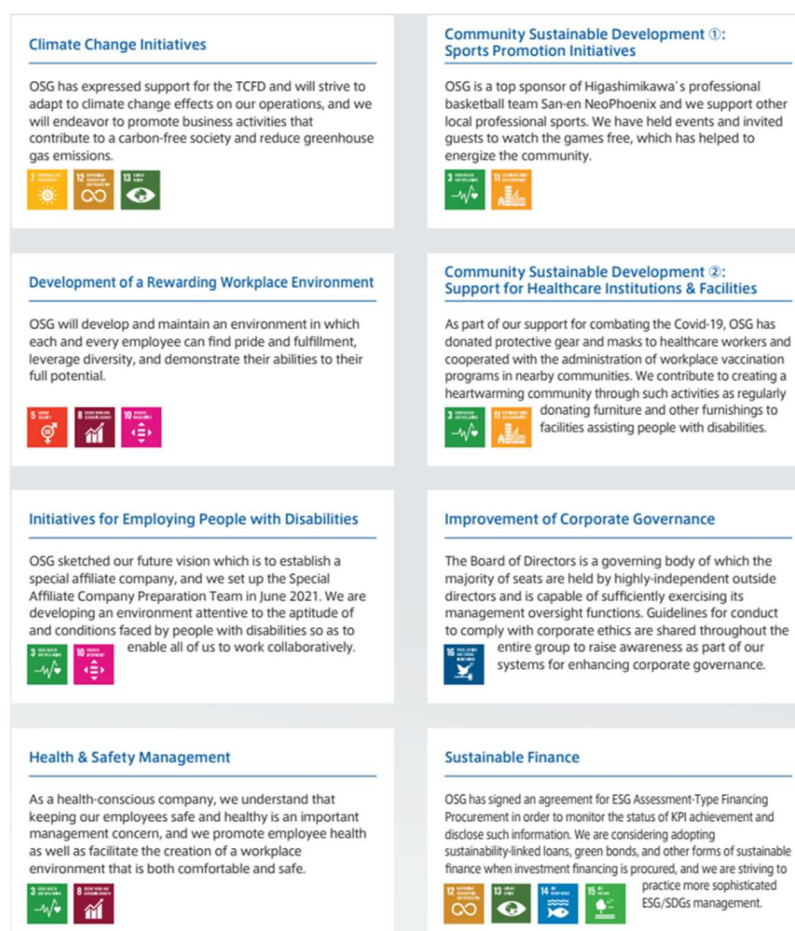 Climate Change Initiatives
OSG has expressed support for the TCFD and will strive to
adapt to climate change effects on our operations, and we
will endeavor to promote business activities that
contribute to a carbon-free society and reduce greenhouse
gas emissions.
7
12
13
Community Sustainable Development ①:
Sports Promotion Initiatives
OSG is a top sponsor of Higashimikawa´s professional
basketball team San-en NeoPhoenix and we support other
local professional sports. We have held events and invited
guests to watch the games free, which has helped to
energize the community.
3
11
Development of a Rewarding Workplace Environment
OSG will develop and maintain an environment in which
each and every employee can find pride and fulfillment,
leverage diversity, and demonstrate their abilities to their
full potential.
5
8
10
Community Sustainable Development ②:
Support for Healthcare Institutions & Facilities
As part of our support for combating the Covid-19, OSG has
donated protective gear and masks to healthcare workers and
cooperated with the administration of workplace vaccination
programs in nearby communities. We contribute to creating a
heartwarming community through such activities as regularly
donating furniture and other furnishings to
facilities assisting people with disabilities.
3
11
Initiatives for Employing People with Disabilities
OSG sketched our future vision which is to establish a
special affiliate company, and we set up the Special
Affiliate Company Preparation Team in June 2021. We are
developing an environment attentive to the aptitude of
and conditions faced by people with disabilities so as to
enable all of us to work collaboratively.
3
10
Improvement of Corporate Governance
The Board of Directors is a governing body of which the
majority of seats are held by highly-independent outside
directors and is capable of sufficiently exercising its
management oversight functions. Guidelines for conduct
to comply with corporate ethics are shared throughout the
entire group to raise awareness as part of our
systems for enhancing corporate governance.
16
Health & Safety Management
As a health-conscious company, we understand that
keeping our employees safe and healthy is an important
management concern, and we promote employee health
as well as facilitate the creation of a workplace
environment that is both comfortable and safe.
3
8
Sustainable Finance
OSG has signed an agreement for ESG Assessment-Type Financing
Procurement in order to monitor the status of KPI achievement and
disclose such information. We are considering adopting
sustainability-linked loans, green bonds, and other forms of sustainable
finance when investment financing is procured, and we are striving to
practice more sophisticated
ESG/SDGs management.
12
13
14
15